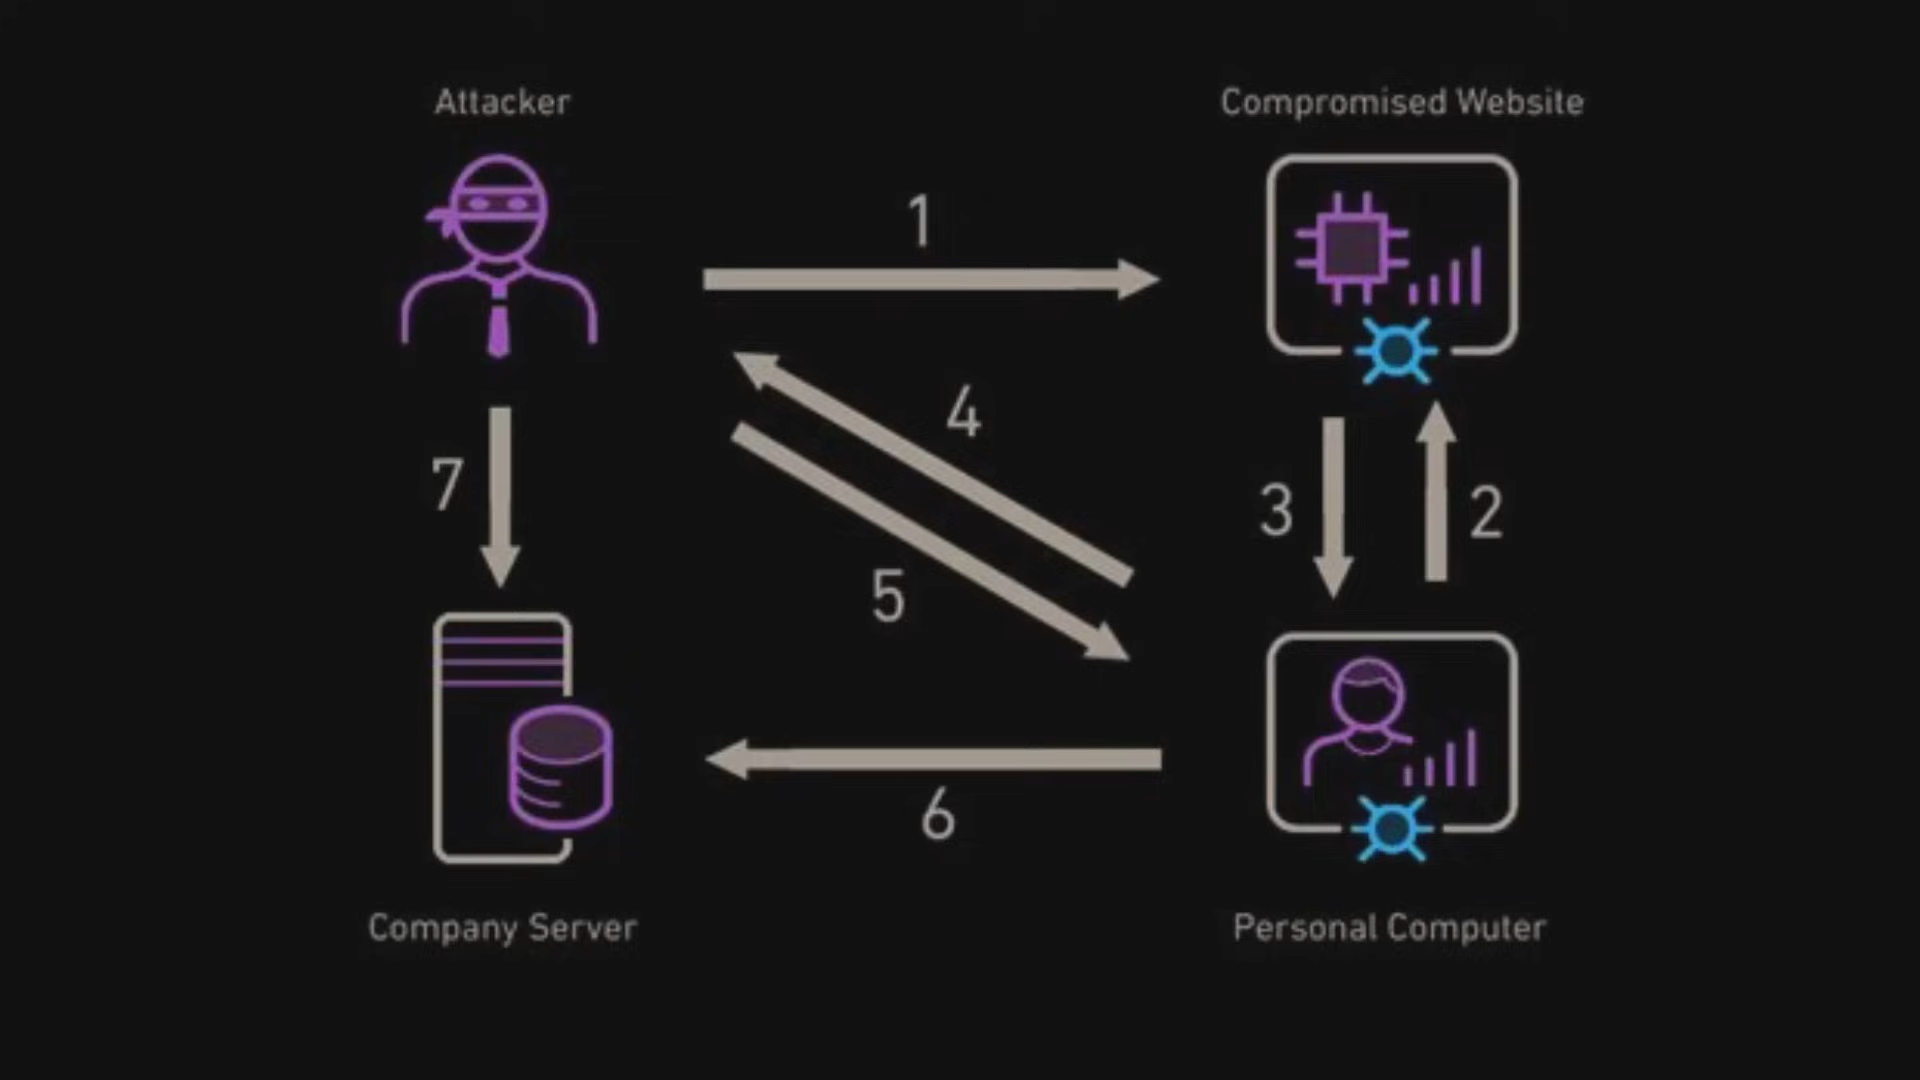 Attacker
Compromised Website
1
4
7
3
2
5
6
Company Server
Personal Computer